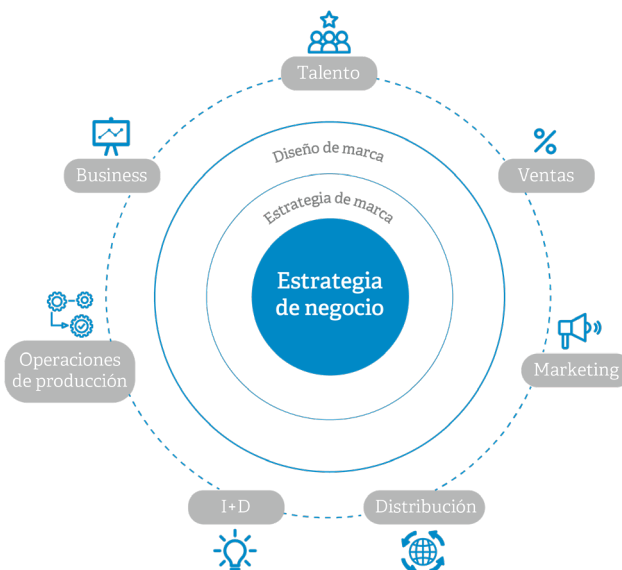 Talento
Diseño de marca
Business
Ventas
Estrategia de marca
Estrategia
de negocio
Operaciones
de producción
Marketing
I+D
Distribución
%